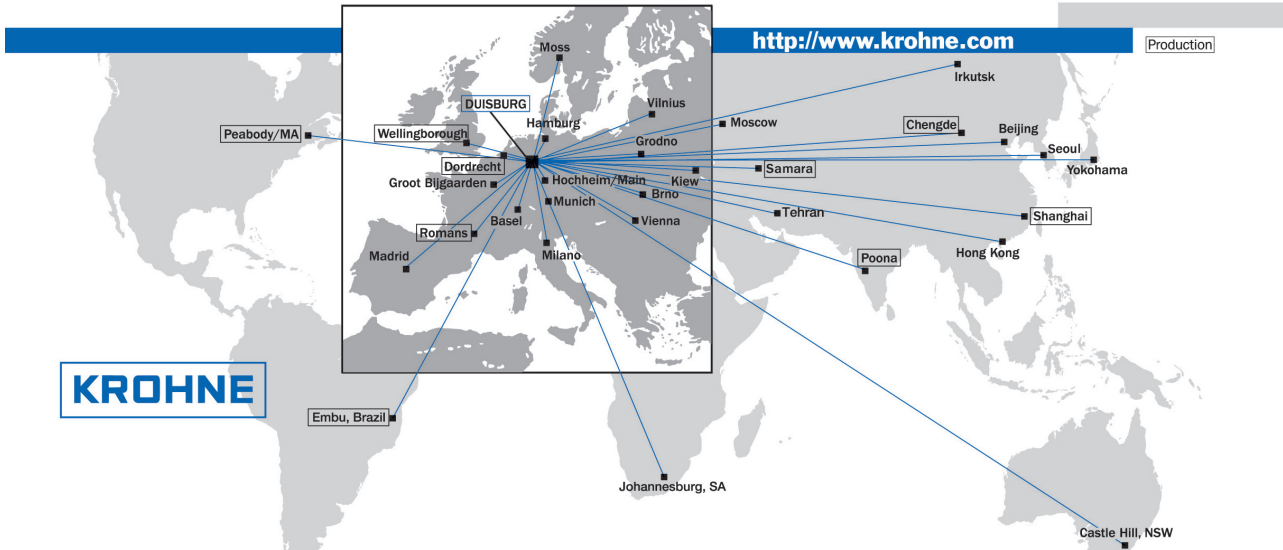 http://www.krohne.com
Production
Moss
Irkutsk
DUISBURG
Vilnius
Hamburg
Moscow
Peabody/MA
Wellingborough
Chengde
Beijing
Grodno
Seoul
Dordrecht
Yokohama
Groot Bijgaarden
Hochheim/Main
Kiew
Samara
Brno
Munich
Basel
Vienna
Tehran
Shanghai
Romans
Madrid
Milano
Hong Kong
Poona
KROHNE
Embu, Brazil
Johannesburg, SA
Castle Hill, NSW